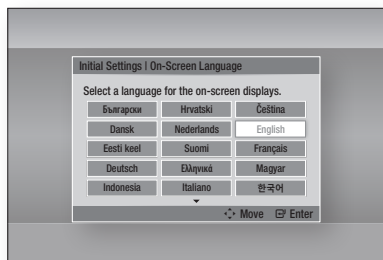 Initial Settings | On-Screen Language
Select a language for the on-screen displays.
Български Hrvatski Čeština
Dansk Nederlands English
Eesti keel Suomi Français
Deutsch Ελληνικά Magyar
Indonesia Italiano 한국어
Move Enter